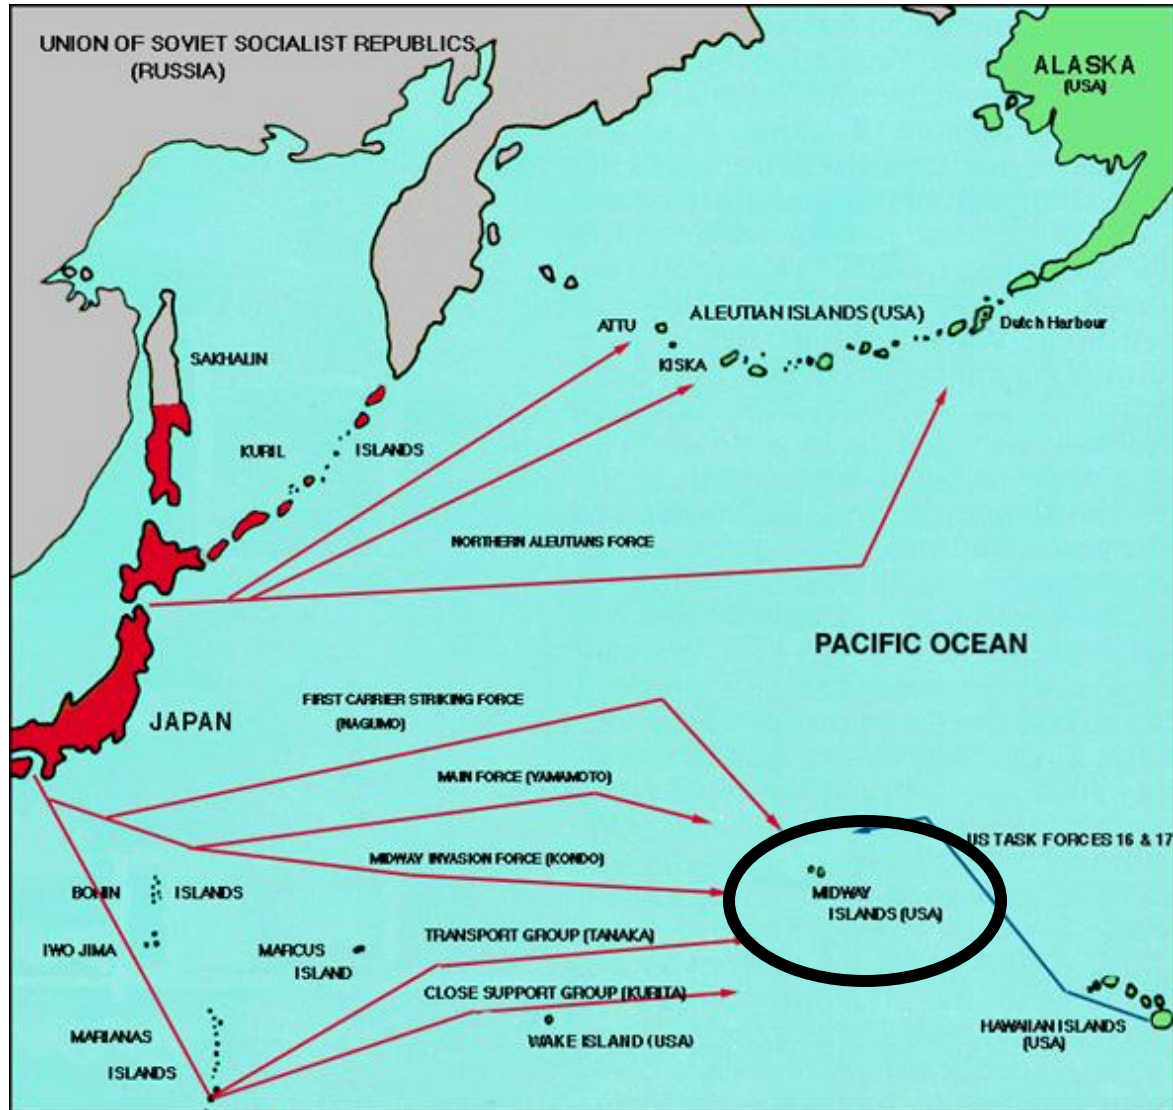 UNION OF SOVIET SOCIALIST REPUBLICS
(RUSSIA)
ALASKA
(USA)
ALEUTIAN ISLANDS (USA)
ATTU
Dutch Harbour
SAKHALIN
KISKA
KURIL ISLANDS
NORTHERN ALEUTIANS FORCE
PACIFIC OCEAN
FIRST CARRIER STRIKING FORCE
(NAGUMO)
JAPAN
MAIN FORCE (YAMAMOTO)
US TASK FORCES 16 & 17
MIDWAY INVASION FORCE (KONDO)
BONIN ISLANDS
MIDWAY
ISLANDS (USA)
TRANSPORT GROUP (TANAKA)
IWO JIMA
MARCUS
ISLAND
CLOSE SUPPORT GROUP (KURITA)
HAWAIIAN ISLANDS
(USA)
MARIANAS
ISLANDS
WAKE ISLAND (USA)